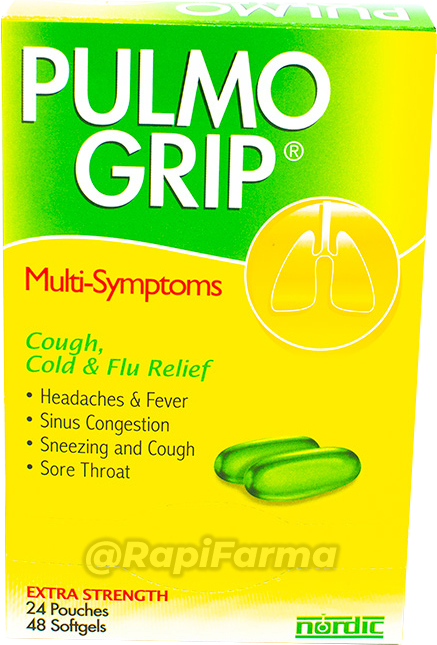 PULMO
PULMO
GRIP®
Multi-Symptoms
Cough,
Cold & Flu Relief
• Headaches & Fever
• Sinus Congestion
• Sneezing and Cough
• Sore Throat
@RapiFarma
EXTRA STRENGTH
24 Pouches
48 Softgels
nordic